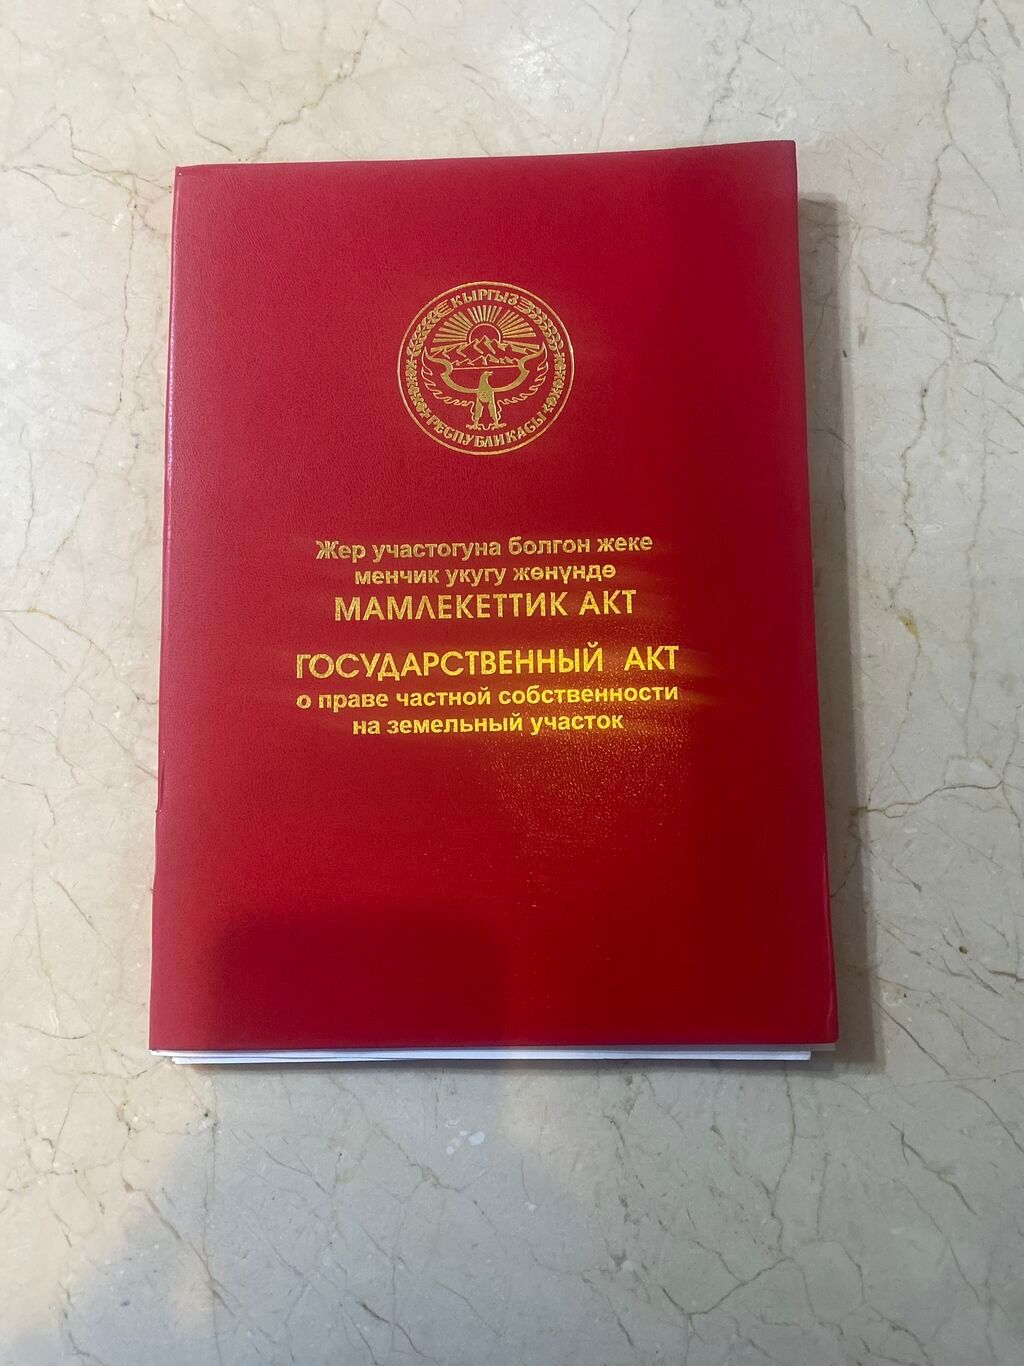 КЫРГЫЗ
РЕСПУБЛИКАСЫ
Жер участогуна болгон жеке
менчик укугу жөнүндө
МАМЛЕКЕТТИК АКТ
ГОСУДАРСТВЕННЫЙ АКТ
о праве частной собственности
на земельный участок